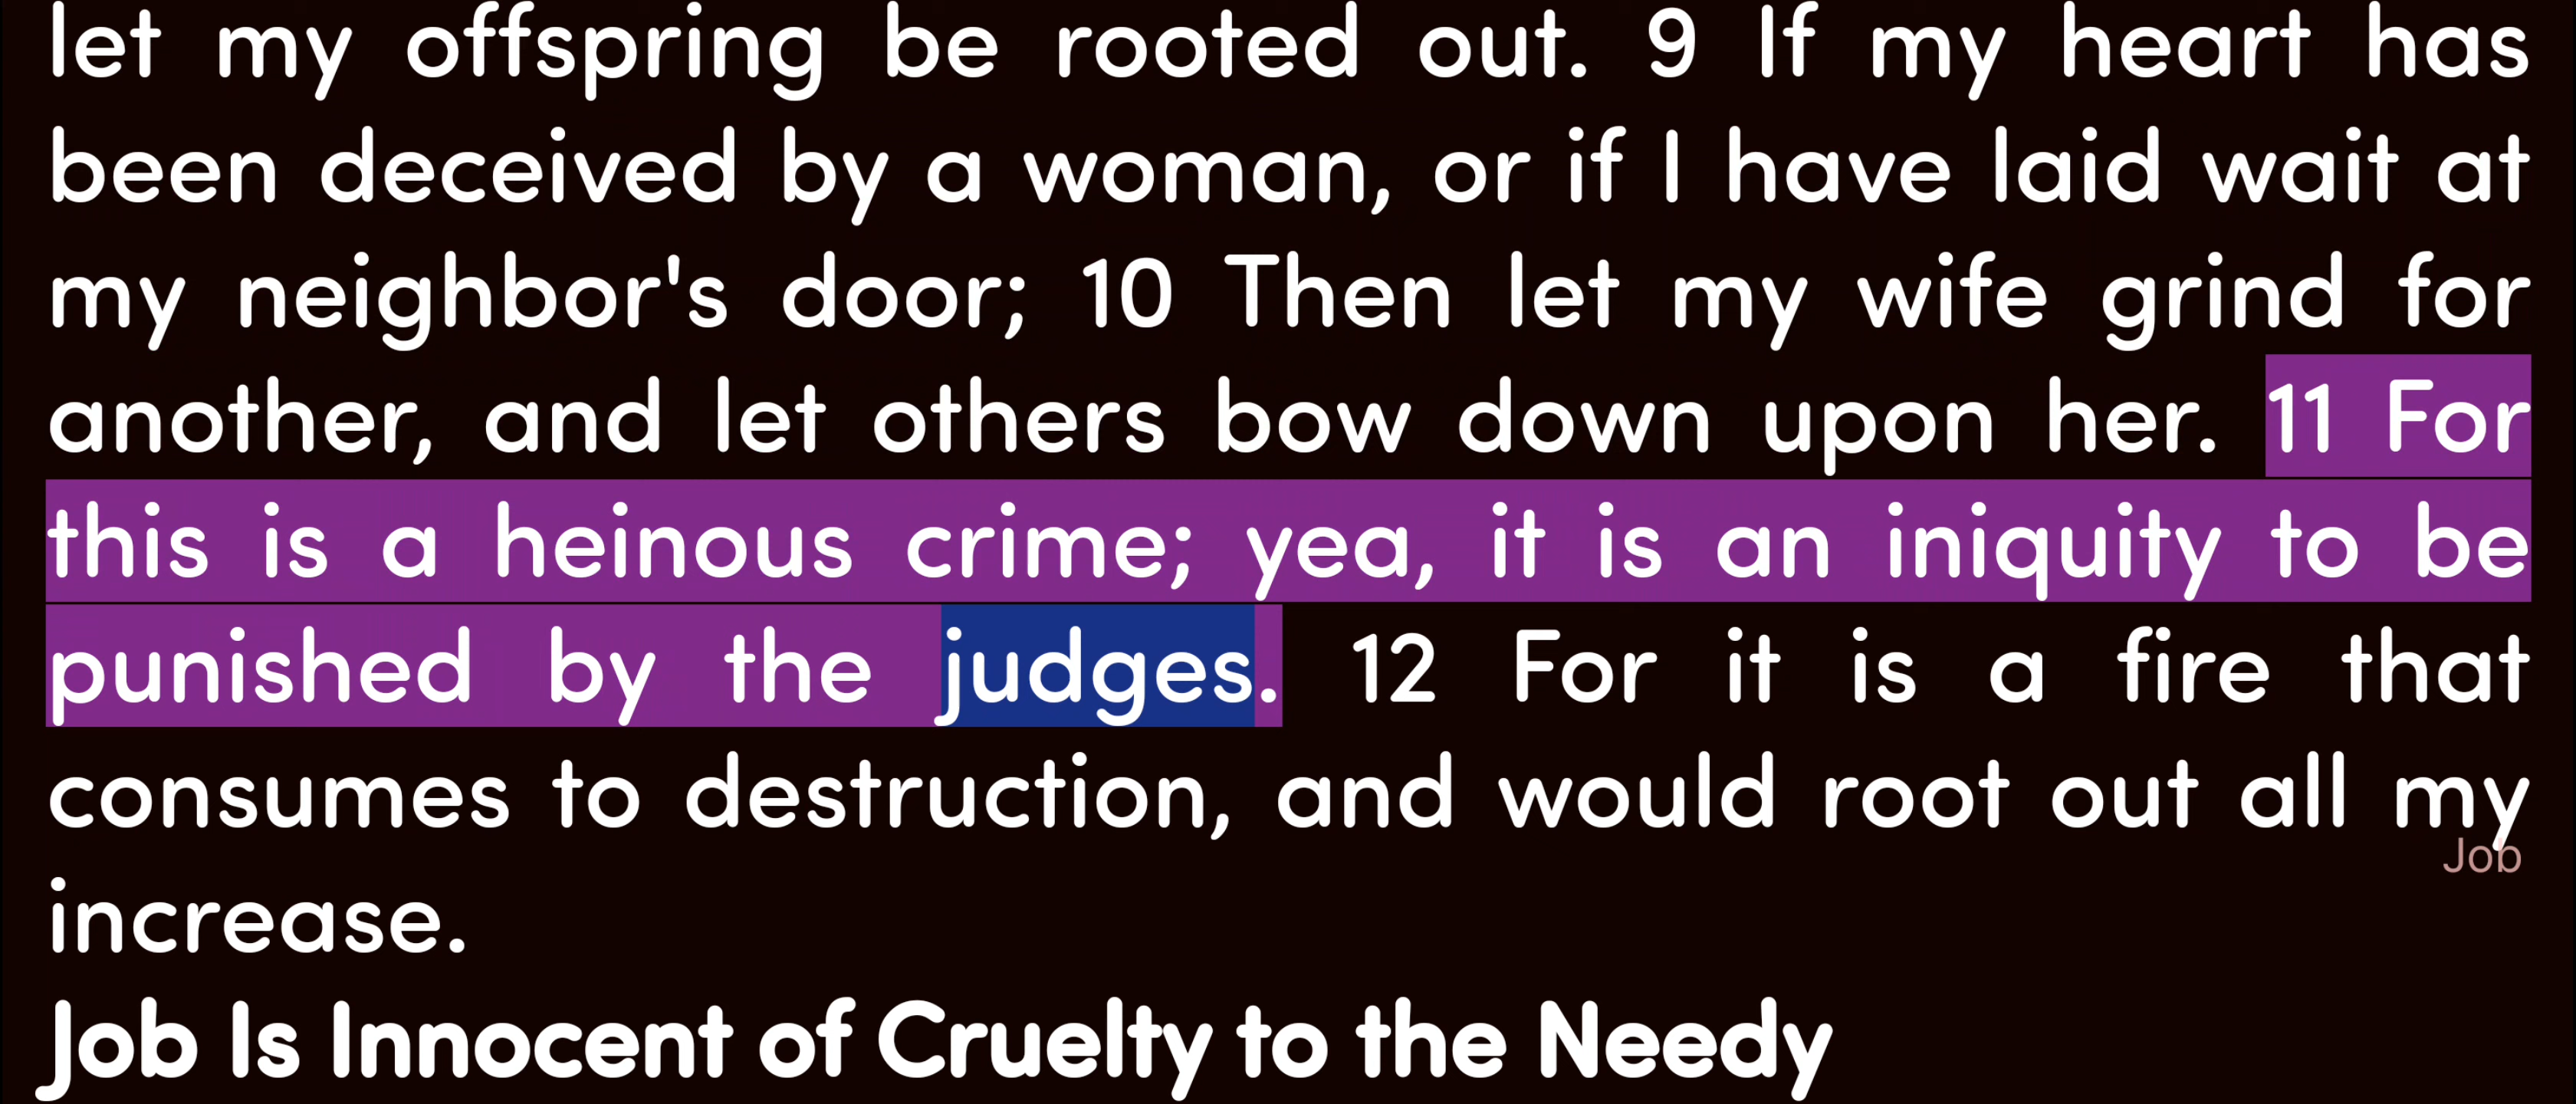 let my offspring be rooted out. 9 If my heart has
been deceived by a woman, or if I have laid wait at
my neighbor's door; 10 Then let my wife grind for
another, and let others bow down upon her. 11 For
this is a heinous crime; yea, it is an iniquity to be
punished by the judges. 12 For it is a fire that
consumes to destruction, and would root out all my
Job
increase.
Job Is Innocent of Cruelty to the Needy